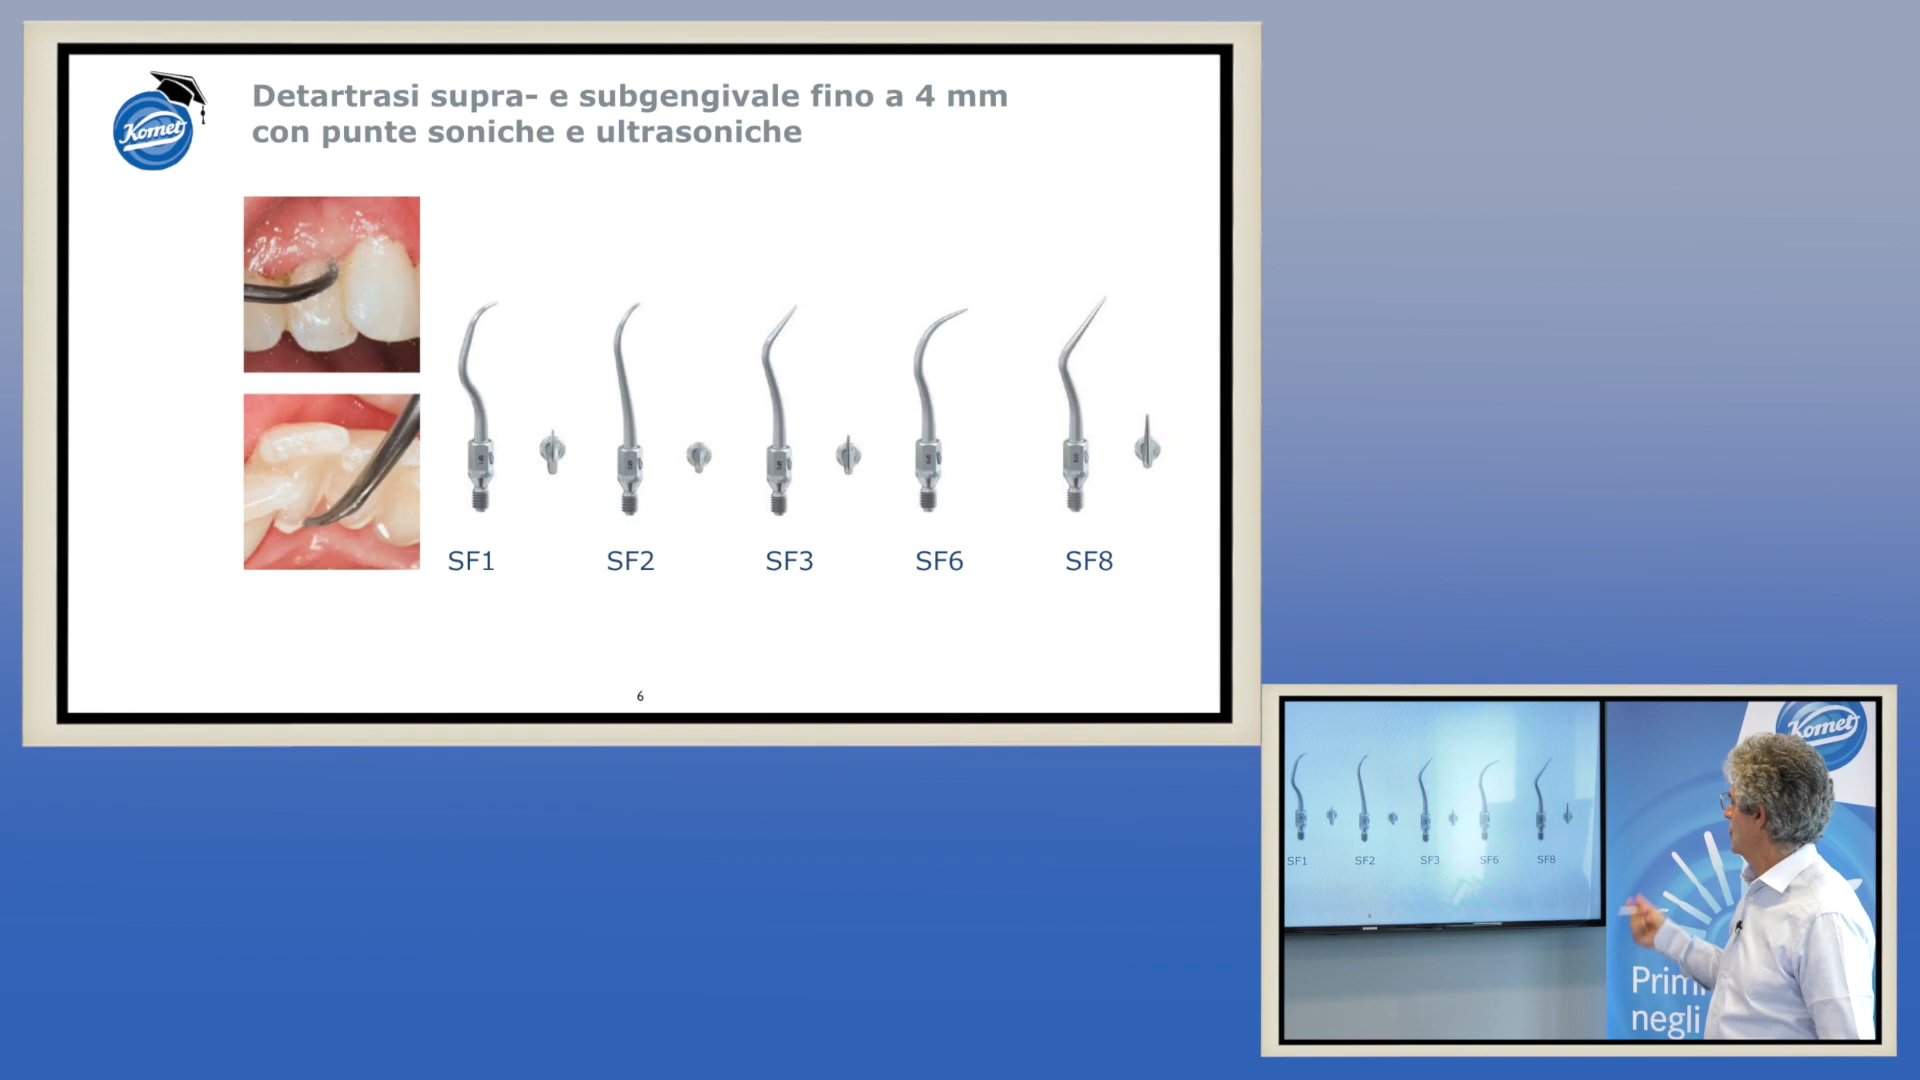 Komet
Detartrasi supra- e subgengivale fino a 4 mm
con punte soniche e ultrasoniche
SF1 SF2 SF3 SF6 SF8
6
Komet
SF1 SF2 SF3 SF6 SF8
negli